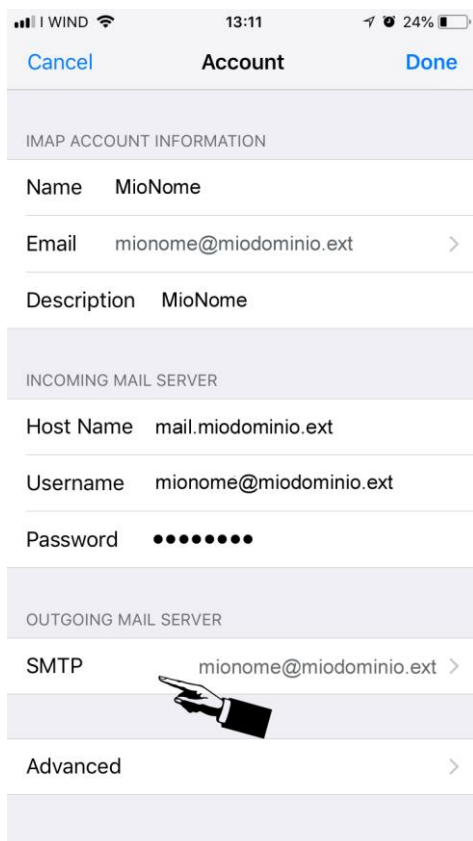 I WIND 13:11 24%
Cancel Account Done
IMAP ACCOUNT INFORMATION
Name MioNome
Email mionome@miodominio.ext
Description MioNome
INCOMING MAIL SERVER
Host Name mail.miodominio.ext
Username mionome@miodominio.ext
Password ●●●●●●●●
OUTGOING MAIL SERVER
SMTP mionome@miodominio.ext
Advanced